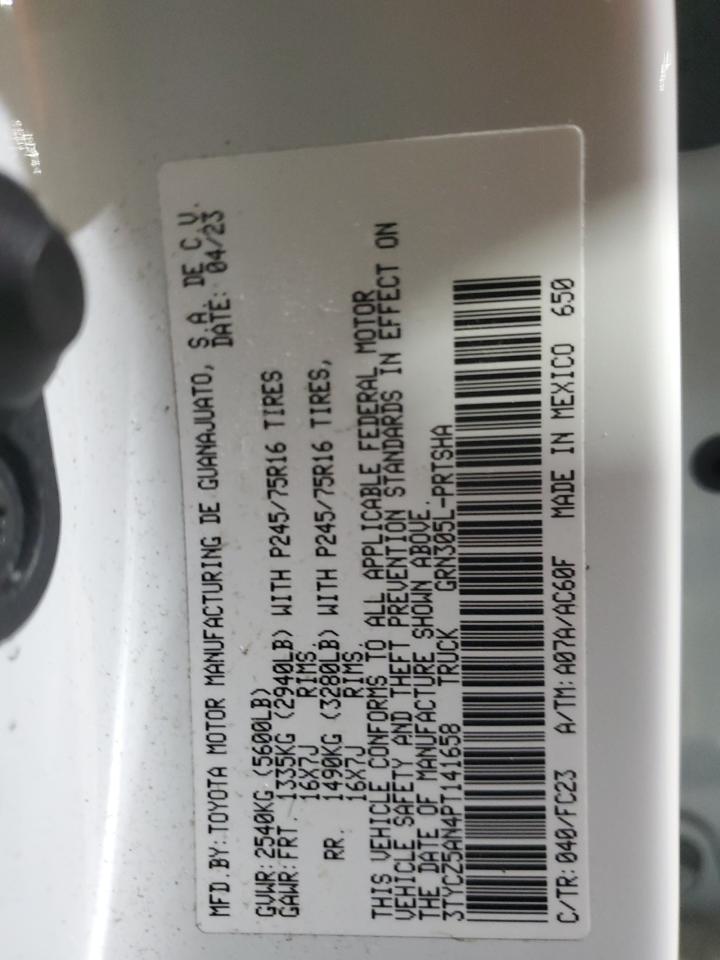 MFD.BY:TOYOTA MOTOR MANUFACTURING DE GUANAJUATO, S.A. DE C.V.
DATE: 04/23
GVWR:2540KG (5600LB)
GAWR:FRT. 1335KG (2940LB) WITH P245/75R16 TIRES
16X7J RIMS.
RR. 1490KG (3280LB) WITH P245/75R16 TIRES,
16X7J RIMS.
THIS VEHICLE CONFORMS TO ALL APPLICABLE FEDERAL MOTOR
VEHICLE SAFETY AND THEFT PREVENTION STANDARDS IN EFFECT ON
THE DATE OF MANUFACTURE SHOWN ABOVE.
3TYCZ5AN4PT141658 TRUCK GRN305L-PRTSHA
C/TR:040/FC23 A/TM:A07A/AC60F MADE IN MEXICO 650